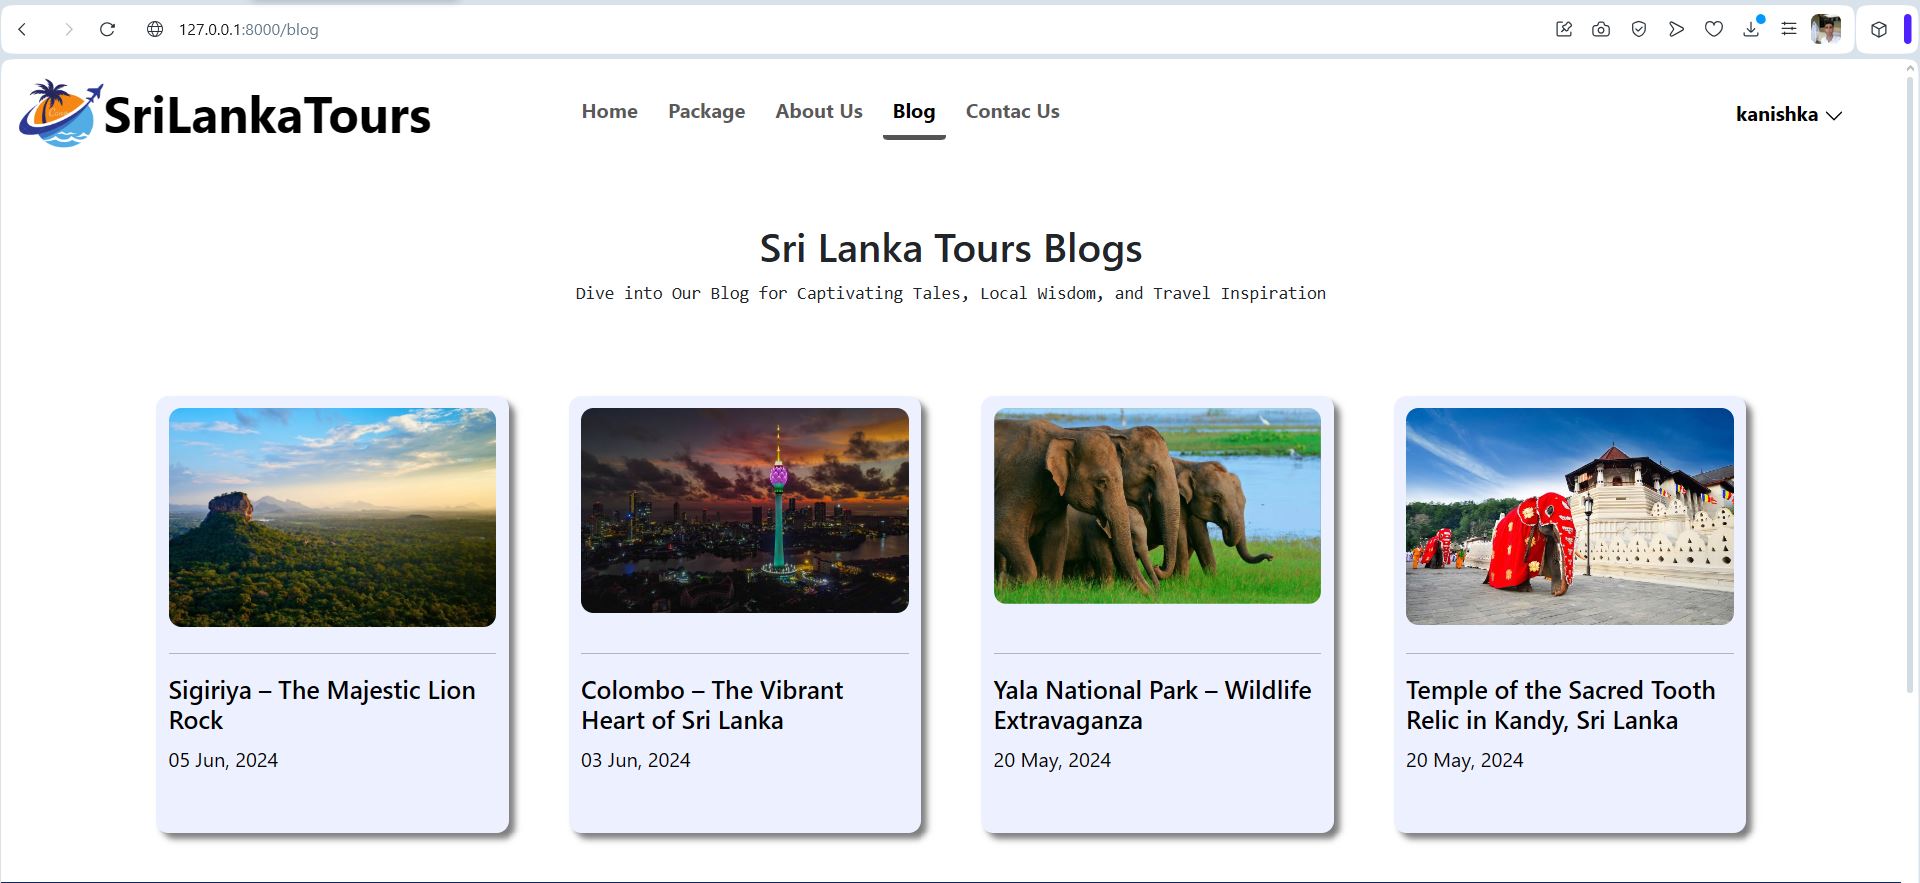 127.0.0.1:8000/blog
SriLankaTours
Home Package About Us Blog Contac Us
kanishka
Sri Lanka Tours Blogs
Dive into Our Blog for Captivating Tales, Local Wisdom, and Travel Inspiration
Sigiriya – The Majestic Lion
Rock
05 Jun, 2024
Colombo – The Vibrant
Heart of Sri Lanka
03 Jun, 2024
Yala National Park – Wildlife
Extravaganza
20 May, 2024
Temple of the Sacred Tooth
Relic in Kandy, Sri Lanka
20 May, 2024